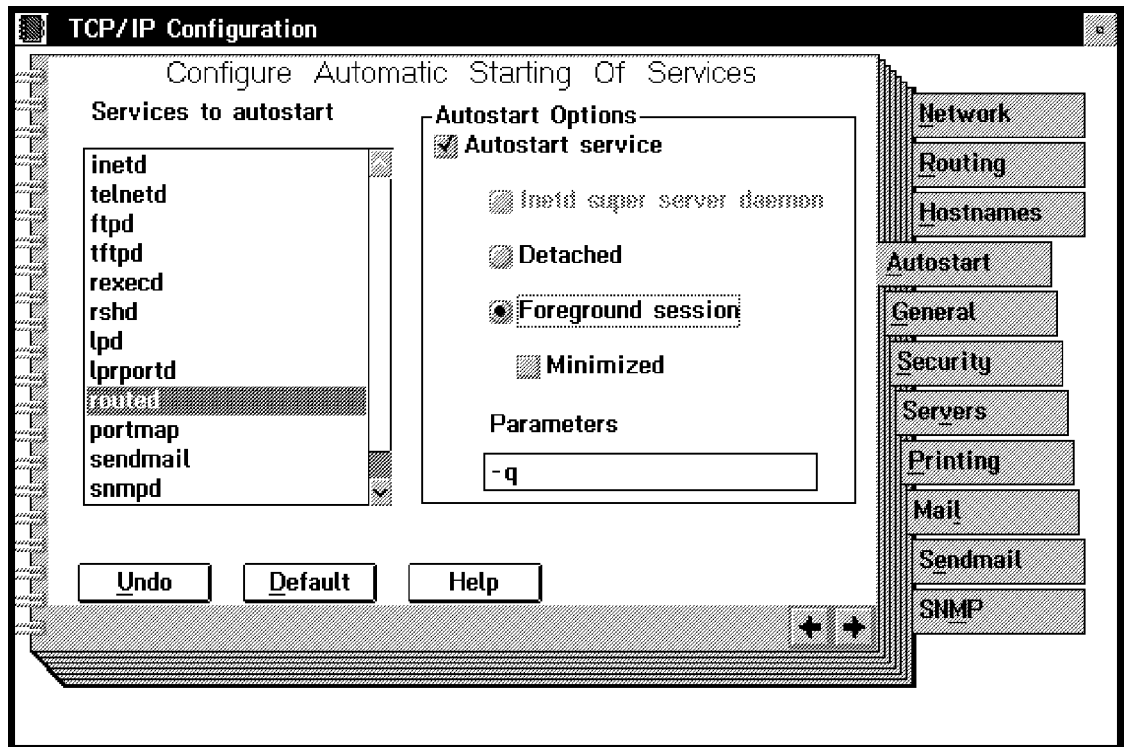 TCP/IP Configuration
Configure Automatic Starting Of Services
Services to autostart
inetd
telnetd
ftpd
tftpd
rexecd
rshd
lpd
lprportd
routed
portmap
sendmail
snmpd
Autostart Options
Autostart service
Inetd super server daemon
Detached
Foreground session
Minimized
Parameters
-q
Undo Default Help
Network
Routing
Hostnames
Autostart
General
Security
Servers
Printing
Mail
Sendmail
SNMP